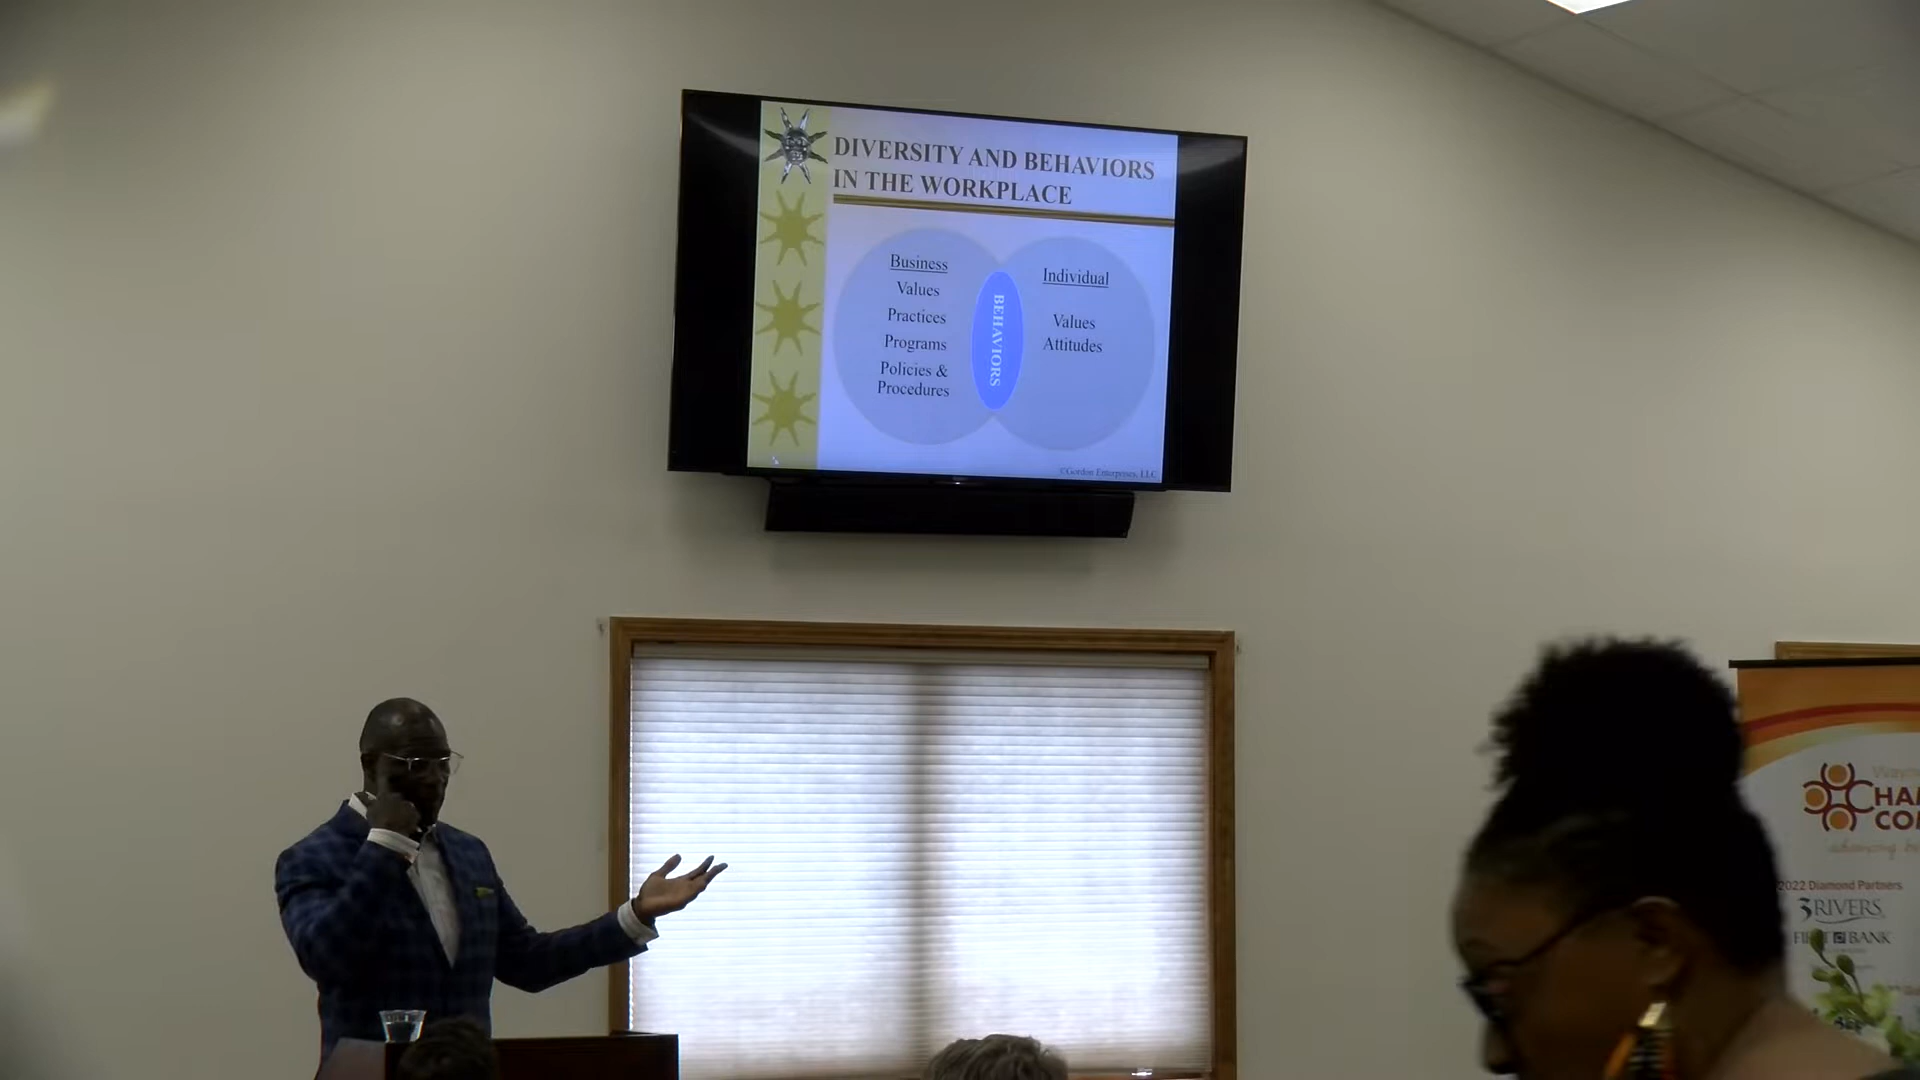 DIVERSITY AND BEHAVIORS
IN THE WORKPLACE
Business
Values
Practices
Programs
Policies &
Procedures
BEHAVIORS
Individual
Values
Attitudes
©Gordon Enterprises, LLC
2022 Diamond Partners
3RIVERS
FIRST BANK